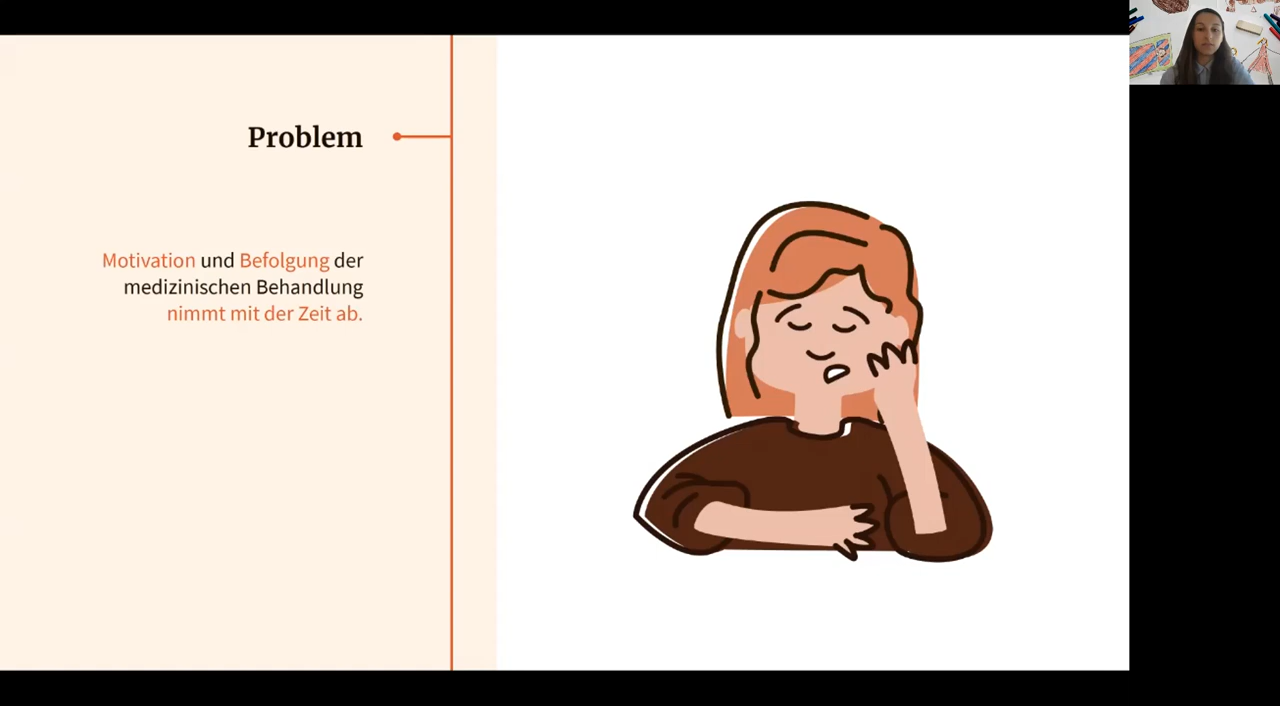 Problem
Motivation und Befolgung der
medizinischen Behandlung
nimmt mit der Zeit ab.